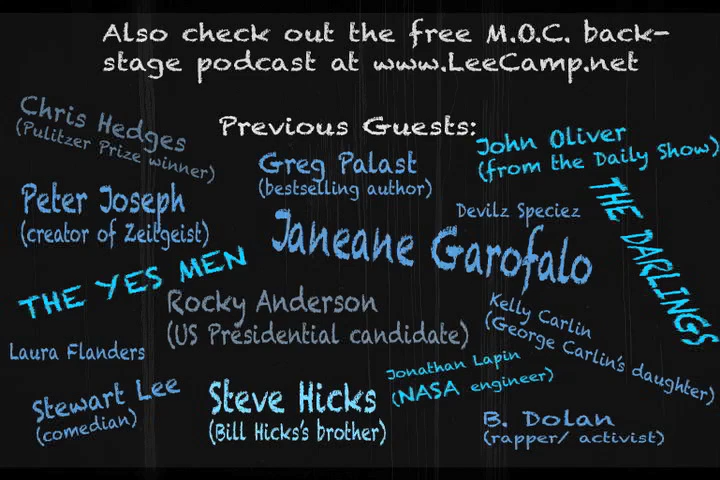 Also check out the free M.O.C. back-
stage podcast at www.LeeCamp.net
Previous Guests:
Chris Hedges
(Pulitzer Prize winner)
Greg Palast
(bestselling author)
John Oliver
(from the Daily Show)
Peter Joseph
(creator of Zeitgeist)
Devilz Speciez
Janeane Garofalo
THE DARLINGS
THE YES MEN
Rocky Anderson
(US Presidential candidate)
Kelly Carlin
(George Carlin's daughter)
Laura Flanders
Jonathan Lapin
(NASA engineer)
Stewart Lee
(comedian)
Steve Hicks
(Bill Hicks's brother)
B. Dolan
(rapper/ activist)